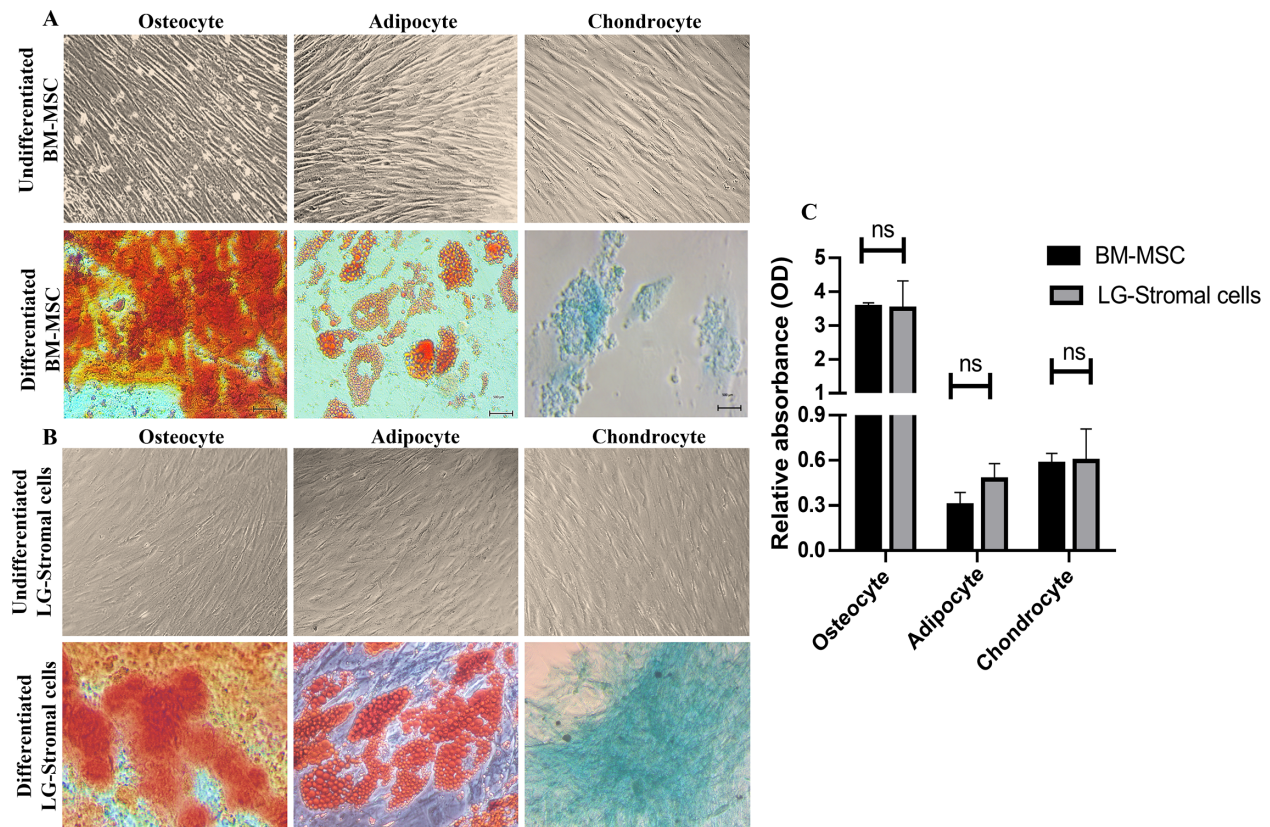 A
Osteocyte Adipocyte Chondrocyte
Undifferentiated
BM-MSC
Differentiated
BM-MSC
B
Osteocyte Adipocyte Chondrocyte
Undifferentiated
LG-Stromal cells
Differentiated
LG-Stromal cells
C
ns
ns
ns
BM-MSC
LG-Stromal cells
Relative absorbance (OD)
5
4
3
2
1
0.9
0.6
0.3
0.0
Osteocyte
Adipocyte
Chondrocyte